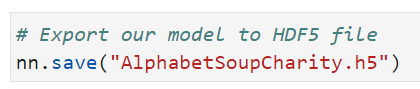 # Export our model to HDF5 file
nn.save("AlphabetSoupCharity.h5")